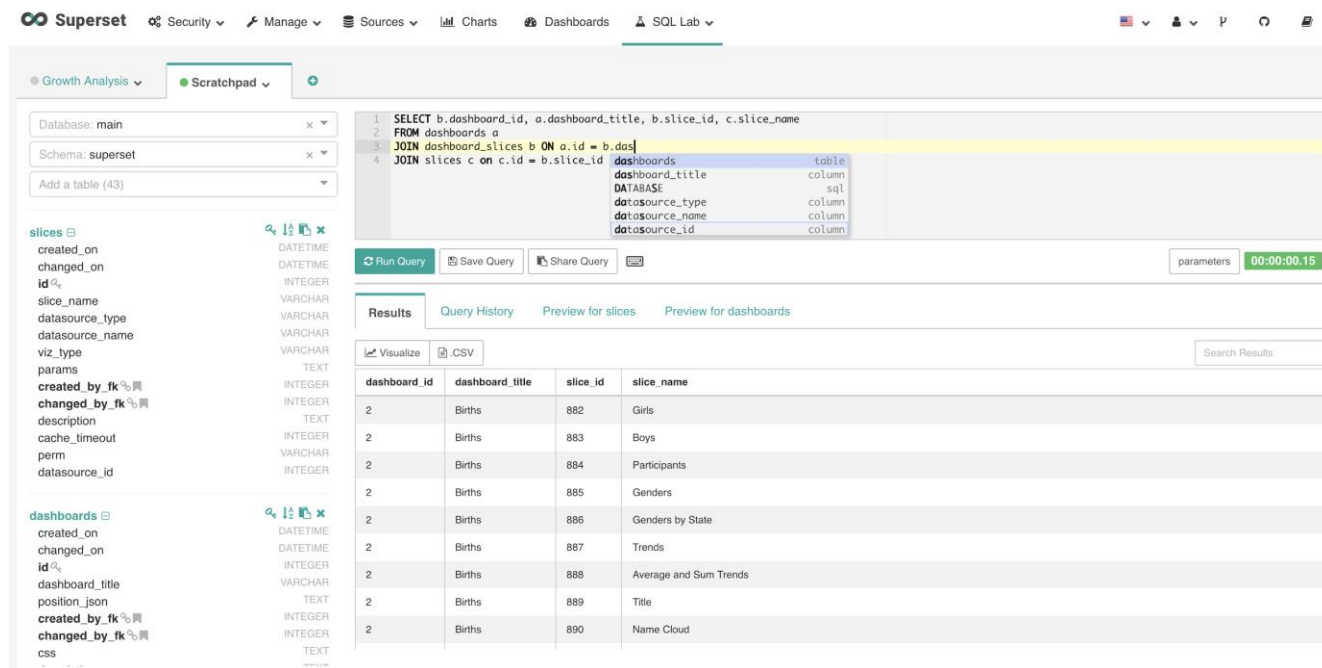 Superset Security Manage Sources Charts Dashboards SQL Lab
Growth Analysis Scratchpad
Database: main
Schema: superset
Add a table (43)
slices
created_on DATETIME
changed_on DATETIME
id INTEGER
slice_name VARCHAR
datasource_type VARCHAR
datasource_name VARCHAR
viz_type VARCHAR
params TEXT
created_by_fk INTEGER
changed_by_fk INTEGER
description TEXT
cache_timeout INTEGER
perm VARCHAR
datasource_id INTEGER
dashboards
created_on DATETIME
changed_on DATETIME
id INTEGER
dashboard_title VARCHAR
position_json TEXT
created_by_fk INTEGER
changed_by_fk INTEGER
css TEXT
1 SELECT b.dashboard_id, a.dashboard_title, b.slice_id, c.slice_name
2 FROM dashboards a
3 JOIN dashboard_slices b ON a.id = b.das
4 JOIN slices c on c.id = b.slice_id
dashboards table
dashboard_title column
DATABASE sql
datasource_type column
datasource_name column
datasource_id column
Run Query Save Query Share Query parameters 00:00:00.15
Results Query History Preview for slices Preview for dashboards
Visualize .CSV Search Results
dashboard_id dashboard_title slice_id slice_name
2 Births 882 Girls
2 Births 883 Boys
2 Births 884 Participants
2 Births 885 Genders
2 Births 886 Genders by State
2 Births 887 Trends
2 Births 888 Average and Sum Trends
2 Births 889 Title
2 Births 890 Name Cloud